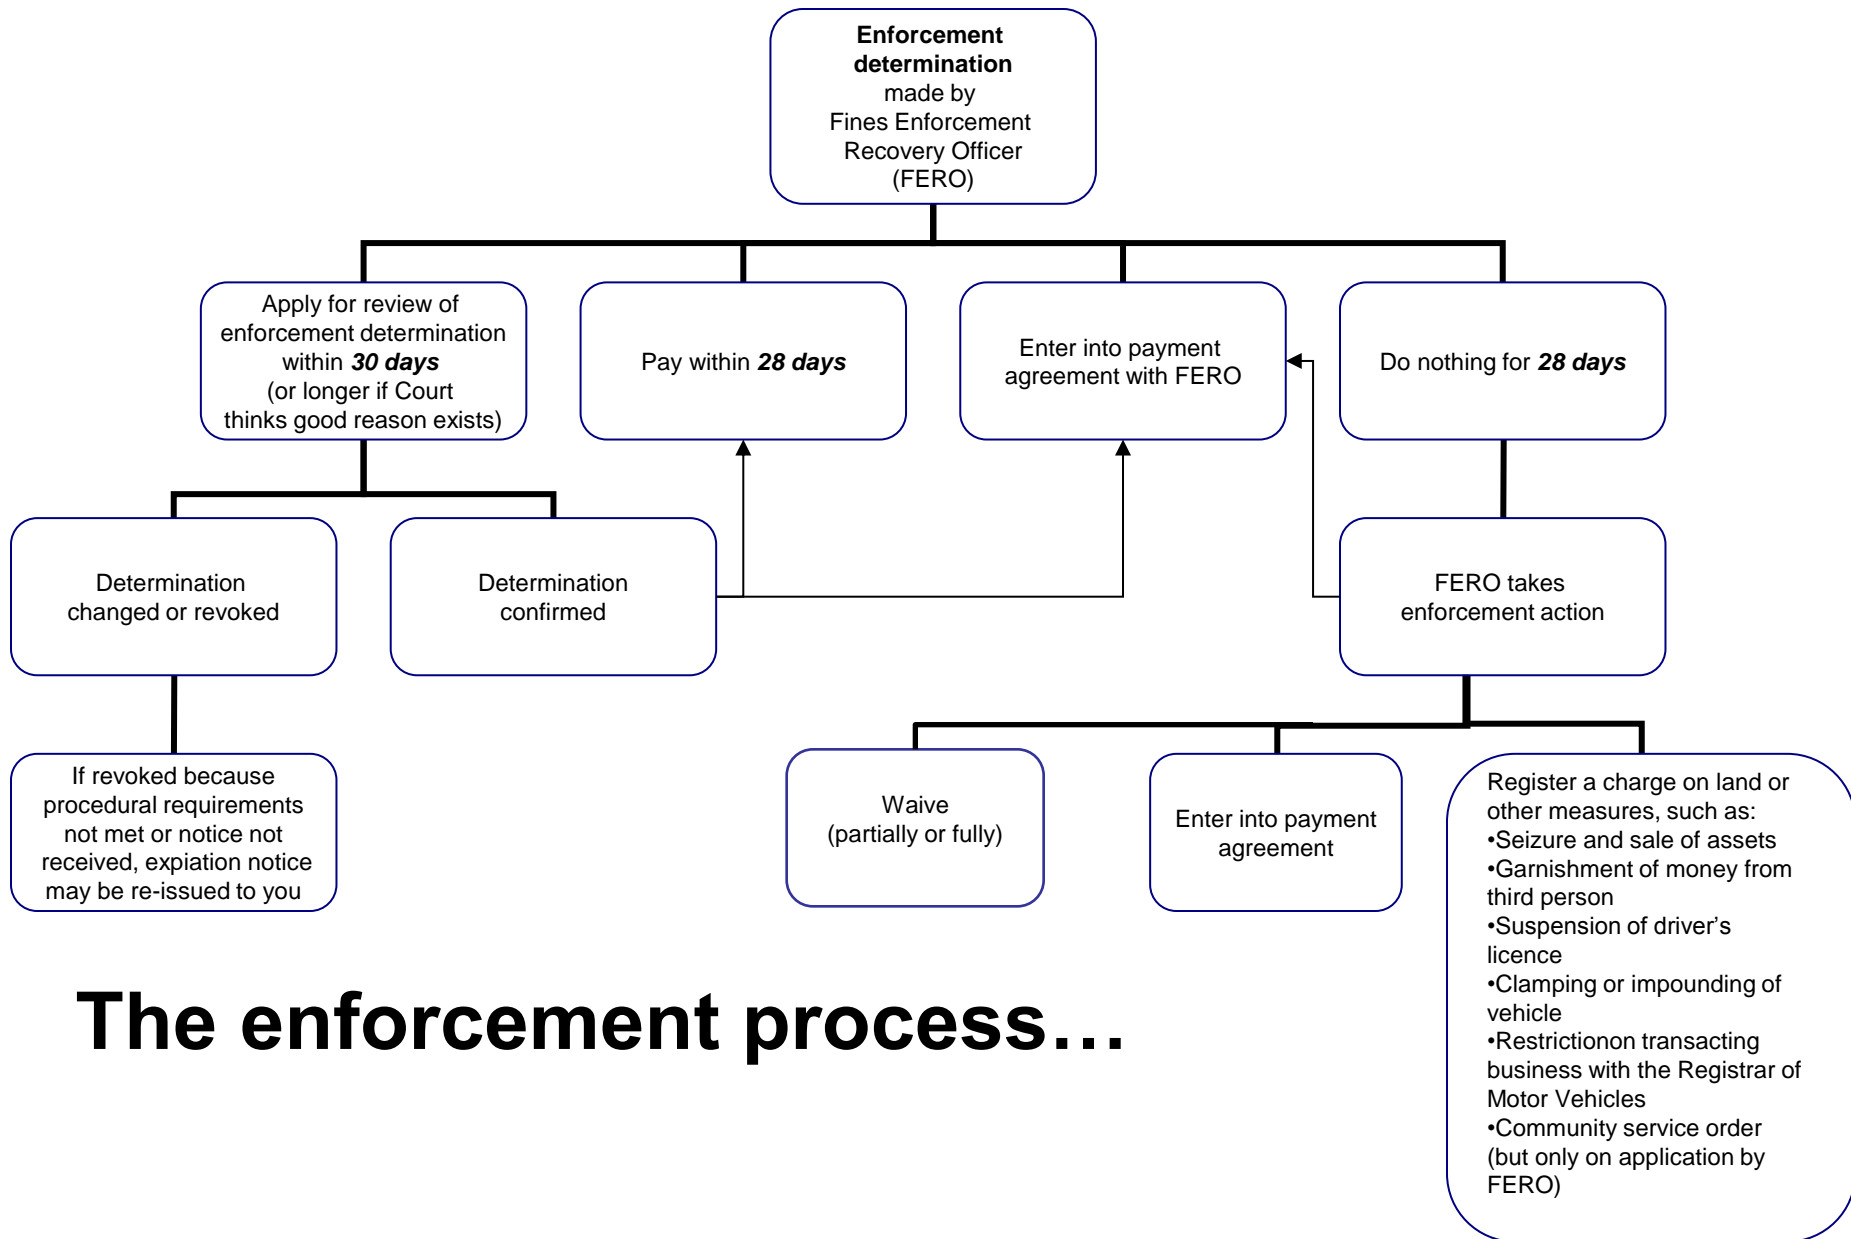 Enforcement
determination
made by
Fines Enforcement
Recovery Officer
(FERO)
Apply for review of
enforcement determination
within 30 days
(or longer if Court
thinks good reason exists)
Pay within 28 days
Enter into payment
agreement with FERO
Do nothing for 28 days
Determination
changed or revoked
Determination
confirmed
FERO takes
enforcement action
If revoked because
procedural requirements
not met or notice not
received, expiation notice
may be re-issued to you
Waive
(partially or fully)
Enter into payment
agreement
Register a charge on land or
other measures, such as:
•Seizure and sale of assets
•Garnishment of money from
third person
•Suspension of driver’s
licence
•Clamping or impounding of
vehicle
•Restrictionon transacting
business with the Registrar of
Motor Vehicles
•Community service order
(but only on application by
FERO)
The enforcement process…